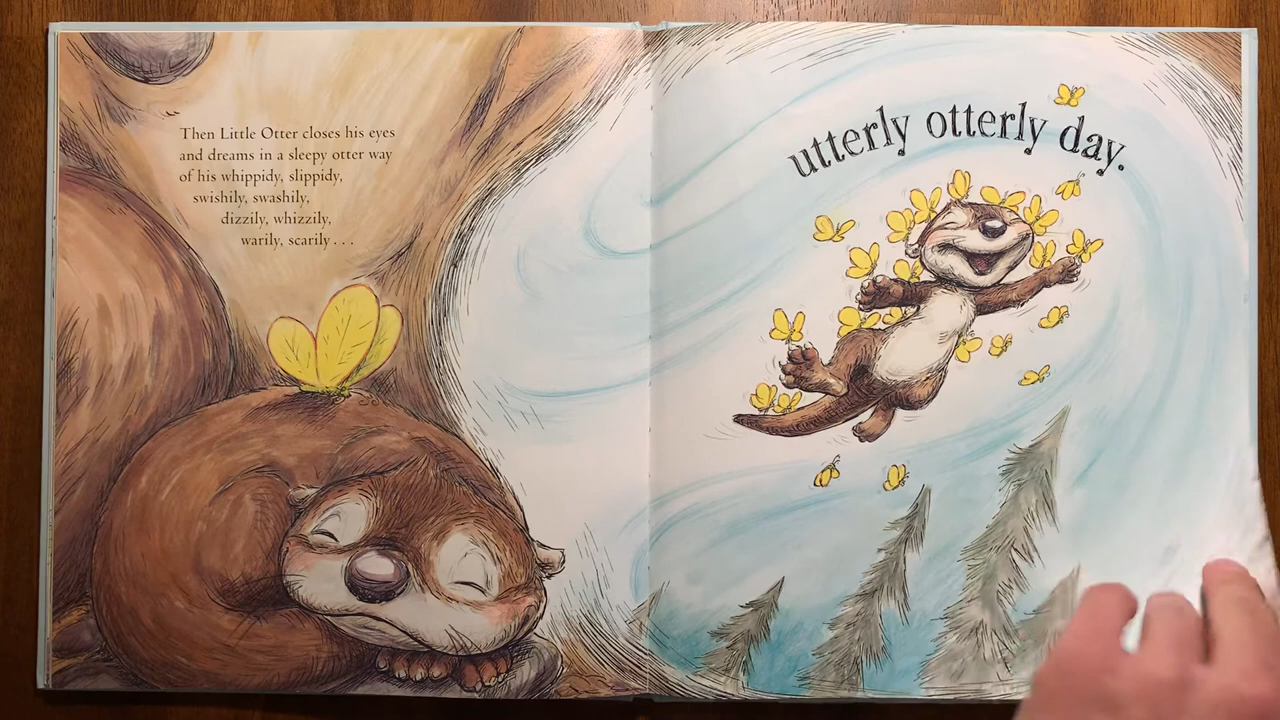 Then Little Otter closes his eyes
and dreams in a sleepy otter way
of his whippidy, slippidy,
swishily, swashily,
dizzily, whizzily,
warily, scarily . . .
utterly otterly day.